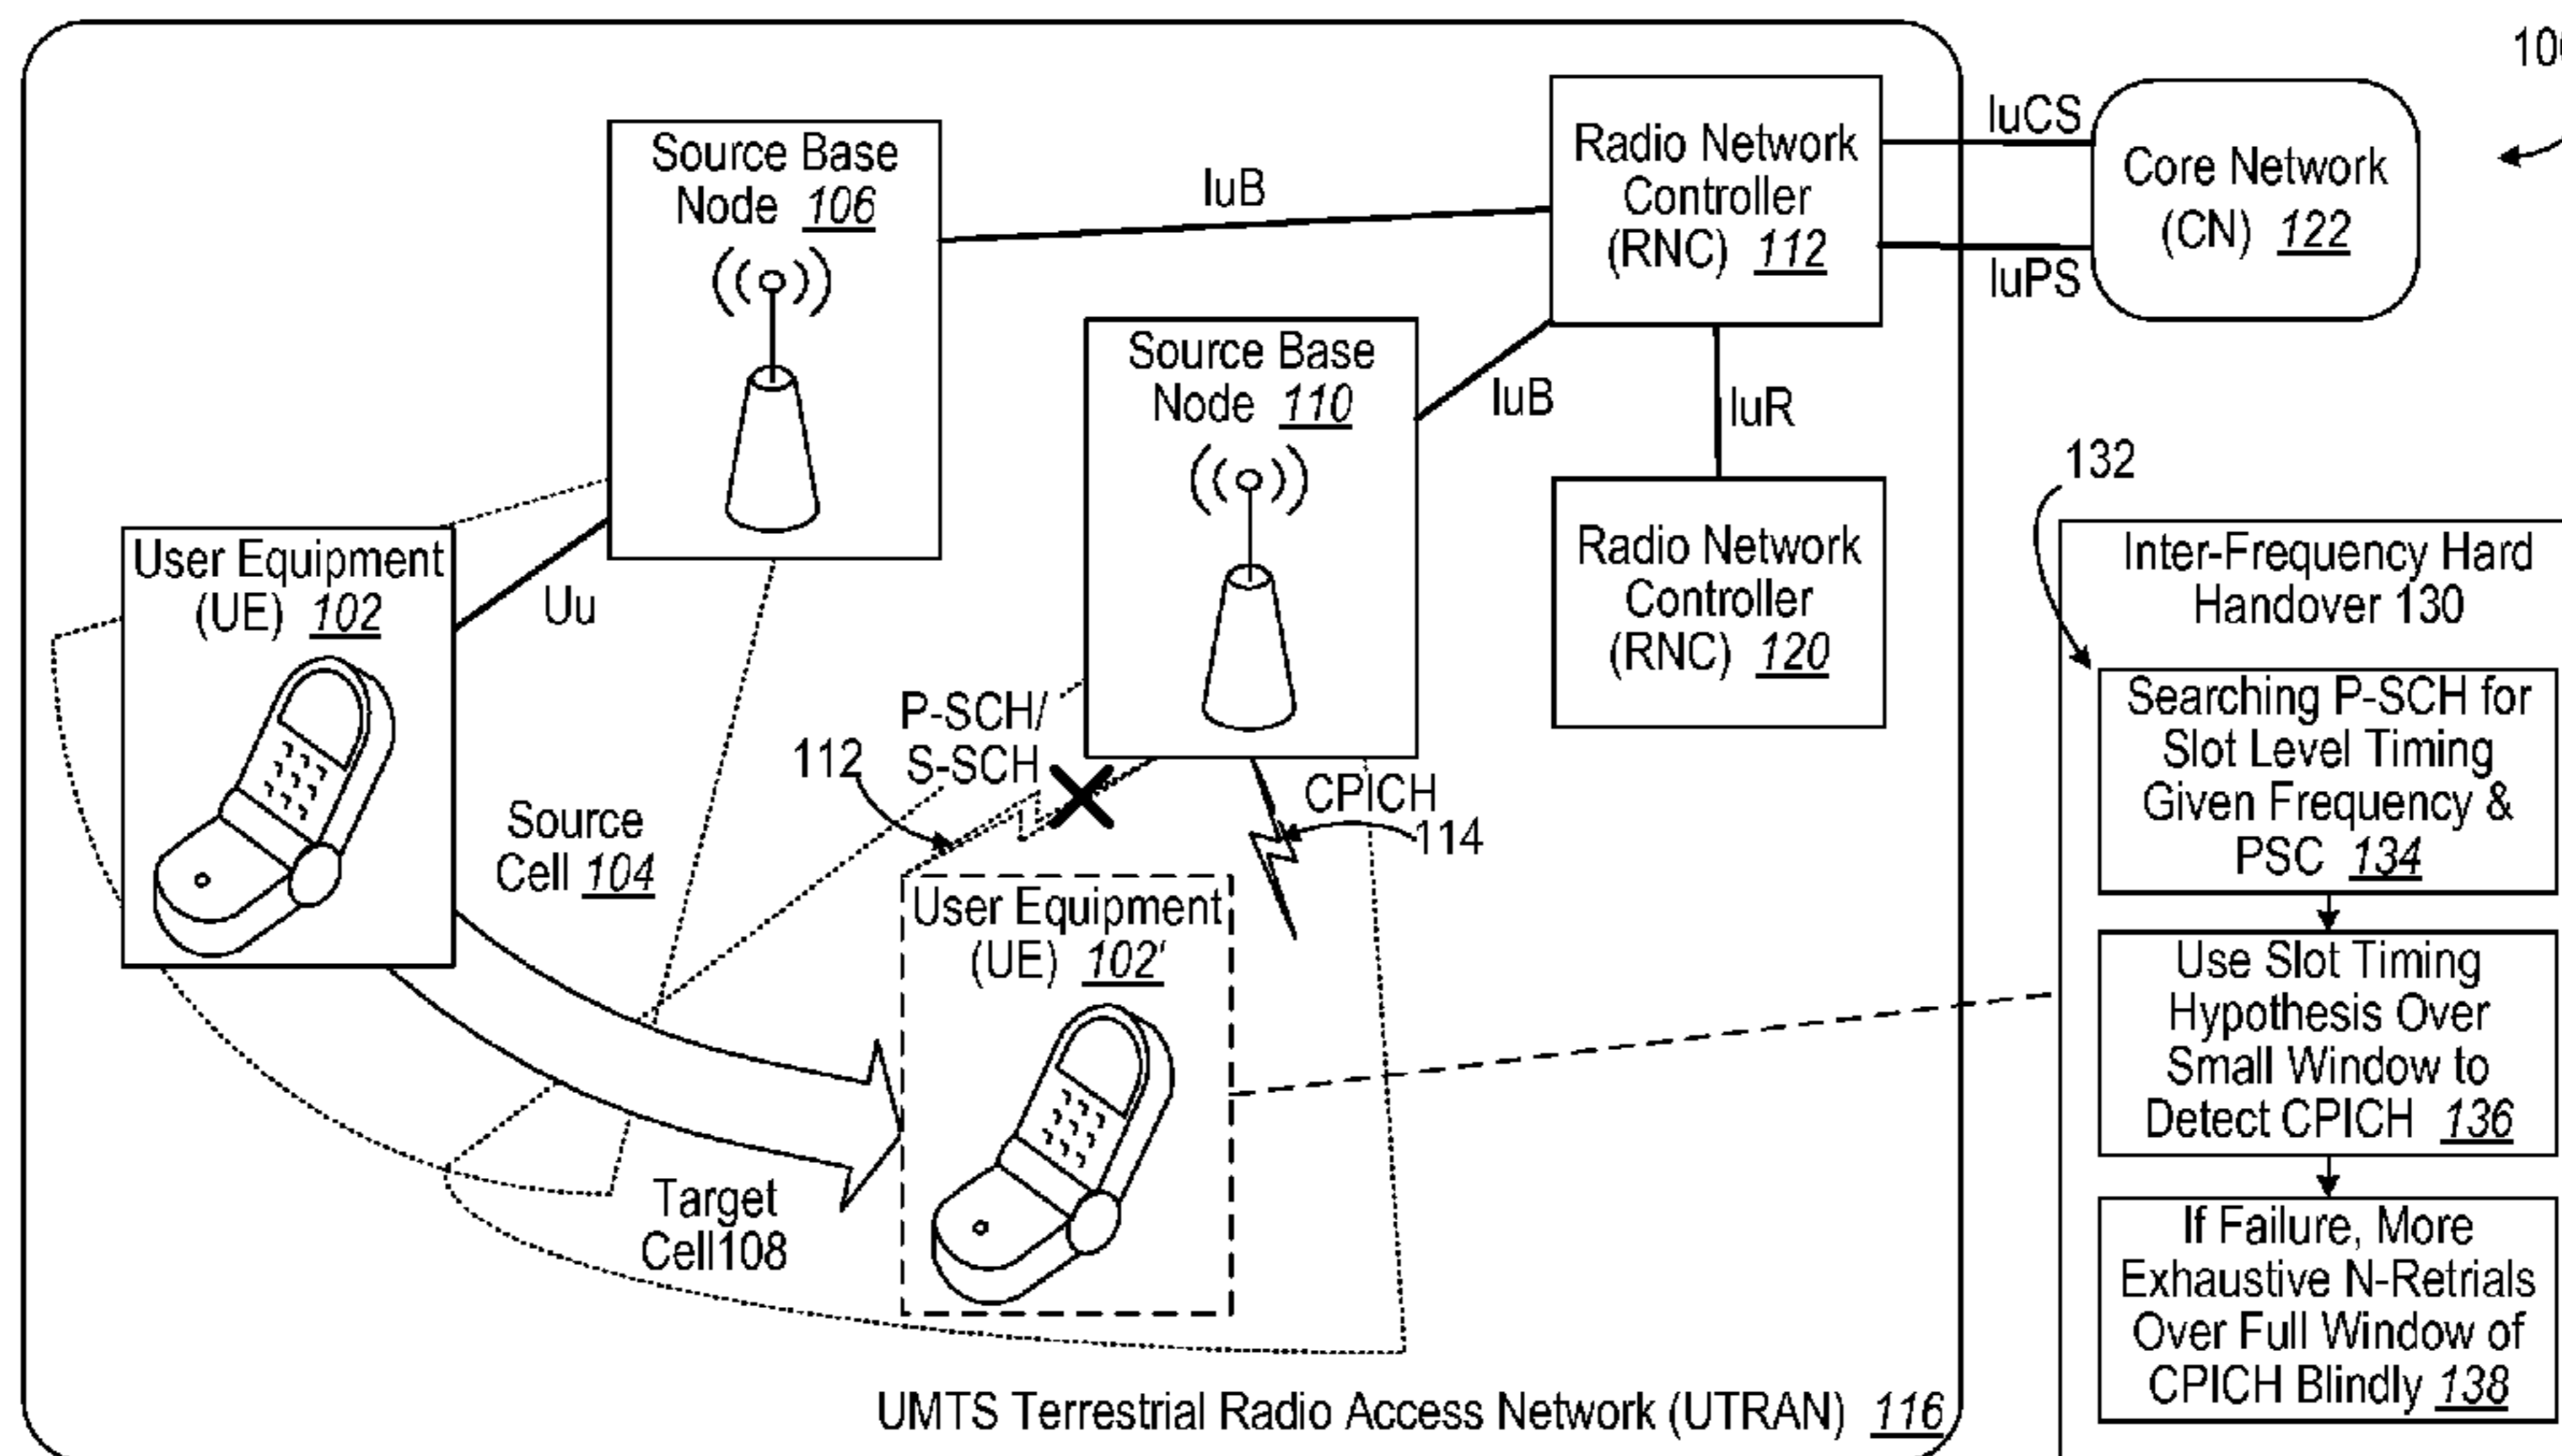 Source Base
Node 106
IuB
Radio Network
Controller
(RNC) 112
IuCS
IuPS
Core Network
(CN) 122
Source Base
Node 110
IuB
IuR
Radio Network
Controller
(RNC) 120
User Equipment
(UE) 102
Uu
Source
Cell 104
P-SCH/
S-SCH
112
CPICH
114
User Equipment
(UE) 102'
Target
Cell108
UMTS Terrestrial Radio Access Network (UTRAN) 116
132
Inter-Frequency Hard
Handover 130
Searching P-SCH for
Slot Level Timing
Given Frequency &
PSC 134
Use Slot Timing
Hypothesis Over
Small Window to
Detect CPICH 136
If Failure, More
Exhaustive N-Retrials
Over Full Window of
CPICH Blindly 138